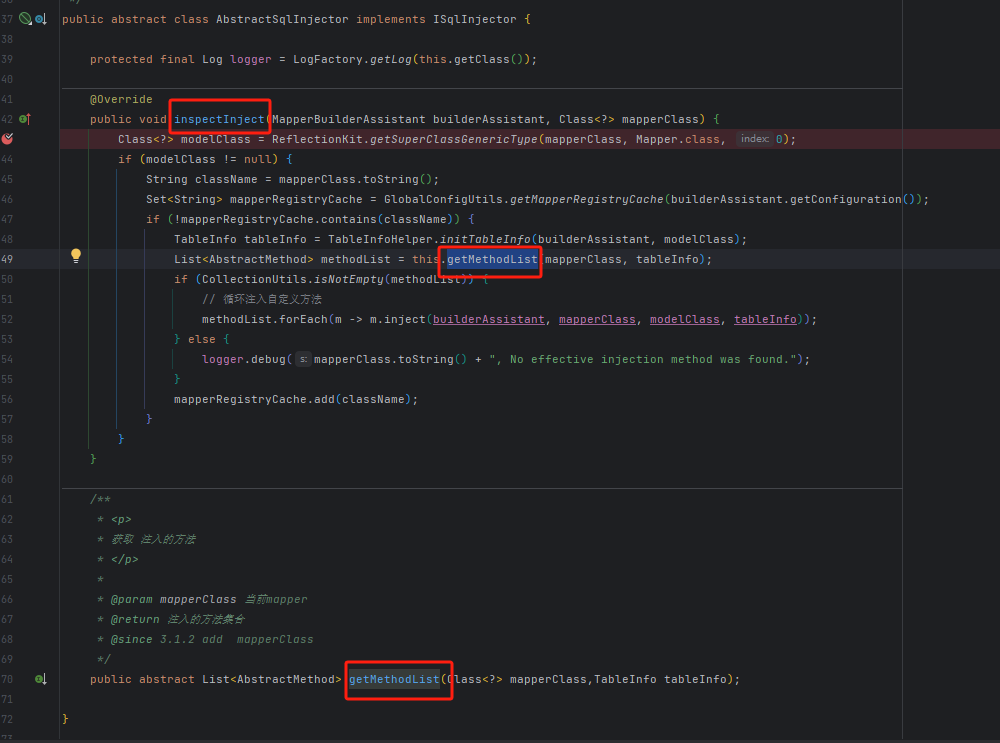 37 public abstract class AbstractSqlInjector implements ISqlInjector {
38
39 protected final Log logger = LogFactory.getLog(this.getClass());
40
41 @Override
42 public void inspectInject(MapperBuilderAssistant builderAssistant, Class<?> mapperClass) {
Class<?> modelClass = ReflectionKit.getSuperClassGenericType(mapperClass, Mapper.class, index: 0);
44 if (modelClass != null) {
45 String className = mapperClass.toString();
46 Set<String> mapperRegistryCache = GlobalConfigUtils.getMapperRegistryCache(builderAssistant.getConfiguration());
47 if (!mapperRegistryCache.contains(className)) {
48 TableInfo tableInfo = TableInfoHelper.initTableInfo(builderAssistant, modelClass);
49 List<AbstractMethod> methodList = this.getMethodList(mapperClass, tableInfo);
50 if (CollectionUtils.isNotEmpty(methodList)) {
51 // 循环注入自定义方法
52 methodList.forEach(m -> m.inject(builderAssistant, mapperClass, modelClass, tableInfo));
53 } else {
54 logger.debug( s: mapperClass.toString() + ", No effective injection method was found.");
55 }
56 mapperRegistryCache.add(className);
57 }
58 }
59 }
60
61 /**
62 * <p>
63 * 获取 注入的方法
64 * </p>
65 *
66 * @param mapperClass 当前mapper
67 * @return 注入的方法集合
68 * @since 3.1.2 add  mapperClass
69 */
70 public abstract List<AbstractMethod> getMethodList(Class<?> mapperClass,TableInfo tableInfo);
71
72 }